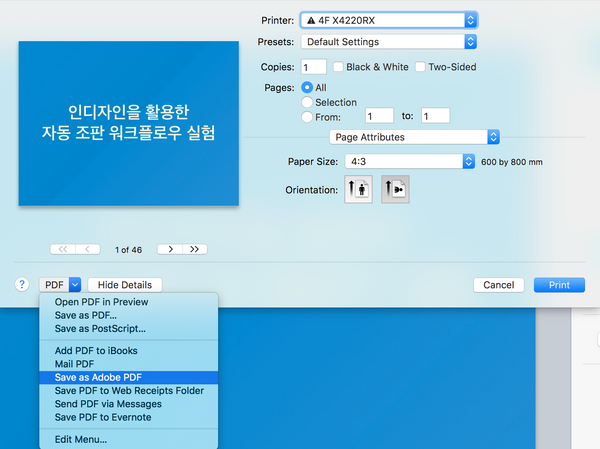 Printer: 4F X4220RX
Presets: Default Settings
Copies: 1 Black & White Two-Sided
Pages: All
Selection
From: 1 to: 1
Page Attributes
Paper Size: 4:3 600 by 800 mm
Orientation:
인디자인을 활용한
자동 조판 워크플로우 실험
<< < 1 of 46 > >>
? PDF Hide Details Cancel Print
Open PDF in Preview
Save as PDF...
Save as PostScript...
Add PDF to iBooks
Mail PDF
Save as Adobe PDF
Save PDF to Web Receipts Folder
Send PDF via Messages
Save PDF to Evernote
Edit Menu...